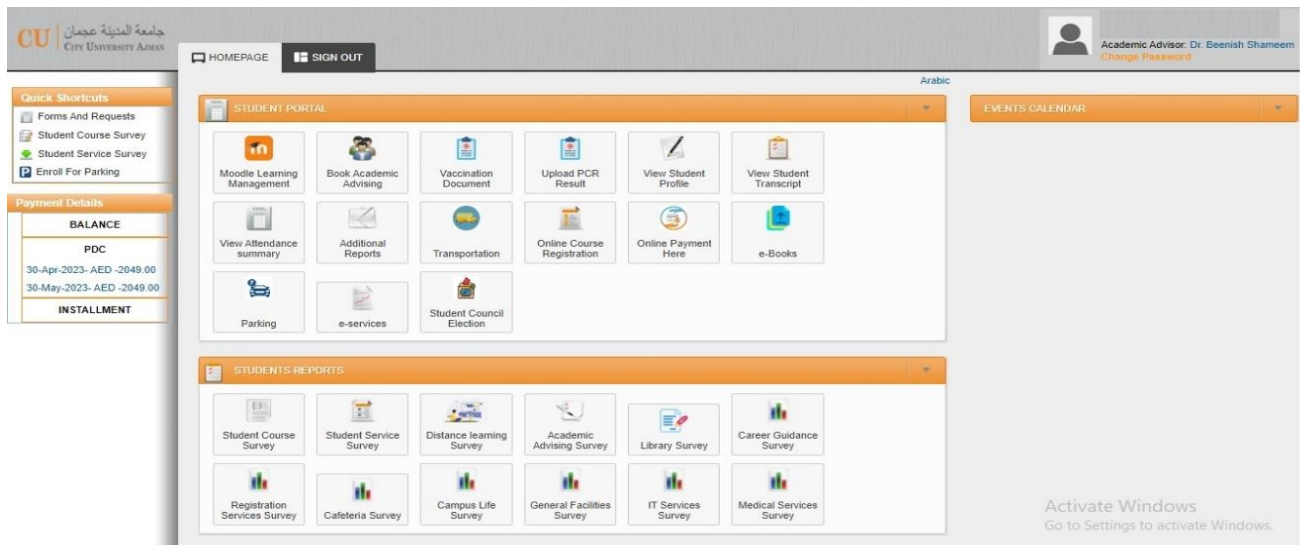 CU
جامعة المدينة عجمان
CITY UNIVERSITY AJMAN
HOMEPAGE
SIGN OUT
Academic Advisor: Dr. Beenish Shameem
Change Password
Arabic
Quick Shortcuts
Forms And Requests
Student Course Survey
Student Service Survey
Enroll For Parking
Payment Details
BALANCE
PDC
30-Apr-2023- AED -2049.00
30-May-2023- AED -2049.00
INSTALLMENT
STUDENT PORTAL
Moodle Learning
Management
Book Academic
Advising
Vaccination
Document
Upload PCR
Result
View Student
Profile
View Student
Transcript
View Attendance
summary
Additional
Reports
Transportation
Online Course
Registration
Online Payment
Here
e-Books
Parking
e-services
Student Council
Election
STUDENTS REPORTS
Student Course
Survey
Student Service
Survey
Distance learning
Survey
Academic
Advising Survey
Library Survey
Career Guidance
Survey
Registration
Services Survey
Cafeteria Survey
Campus Life
Survey
General Facilities
Survey
IT Services
Survey
Medical Services
Survey
EVENTS CALENDAR
Activate Windows
Go to Settings to activate Windows.